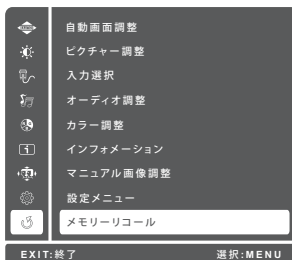 自動画面調整
ピクチャー調整
入力選択
オーディオ調整
カラー調整
インフォメーション
マニュアル画像調整
設定メニュー
メモリーリコール
EXIT:終了 選択:MENU